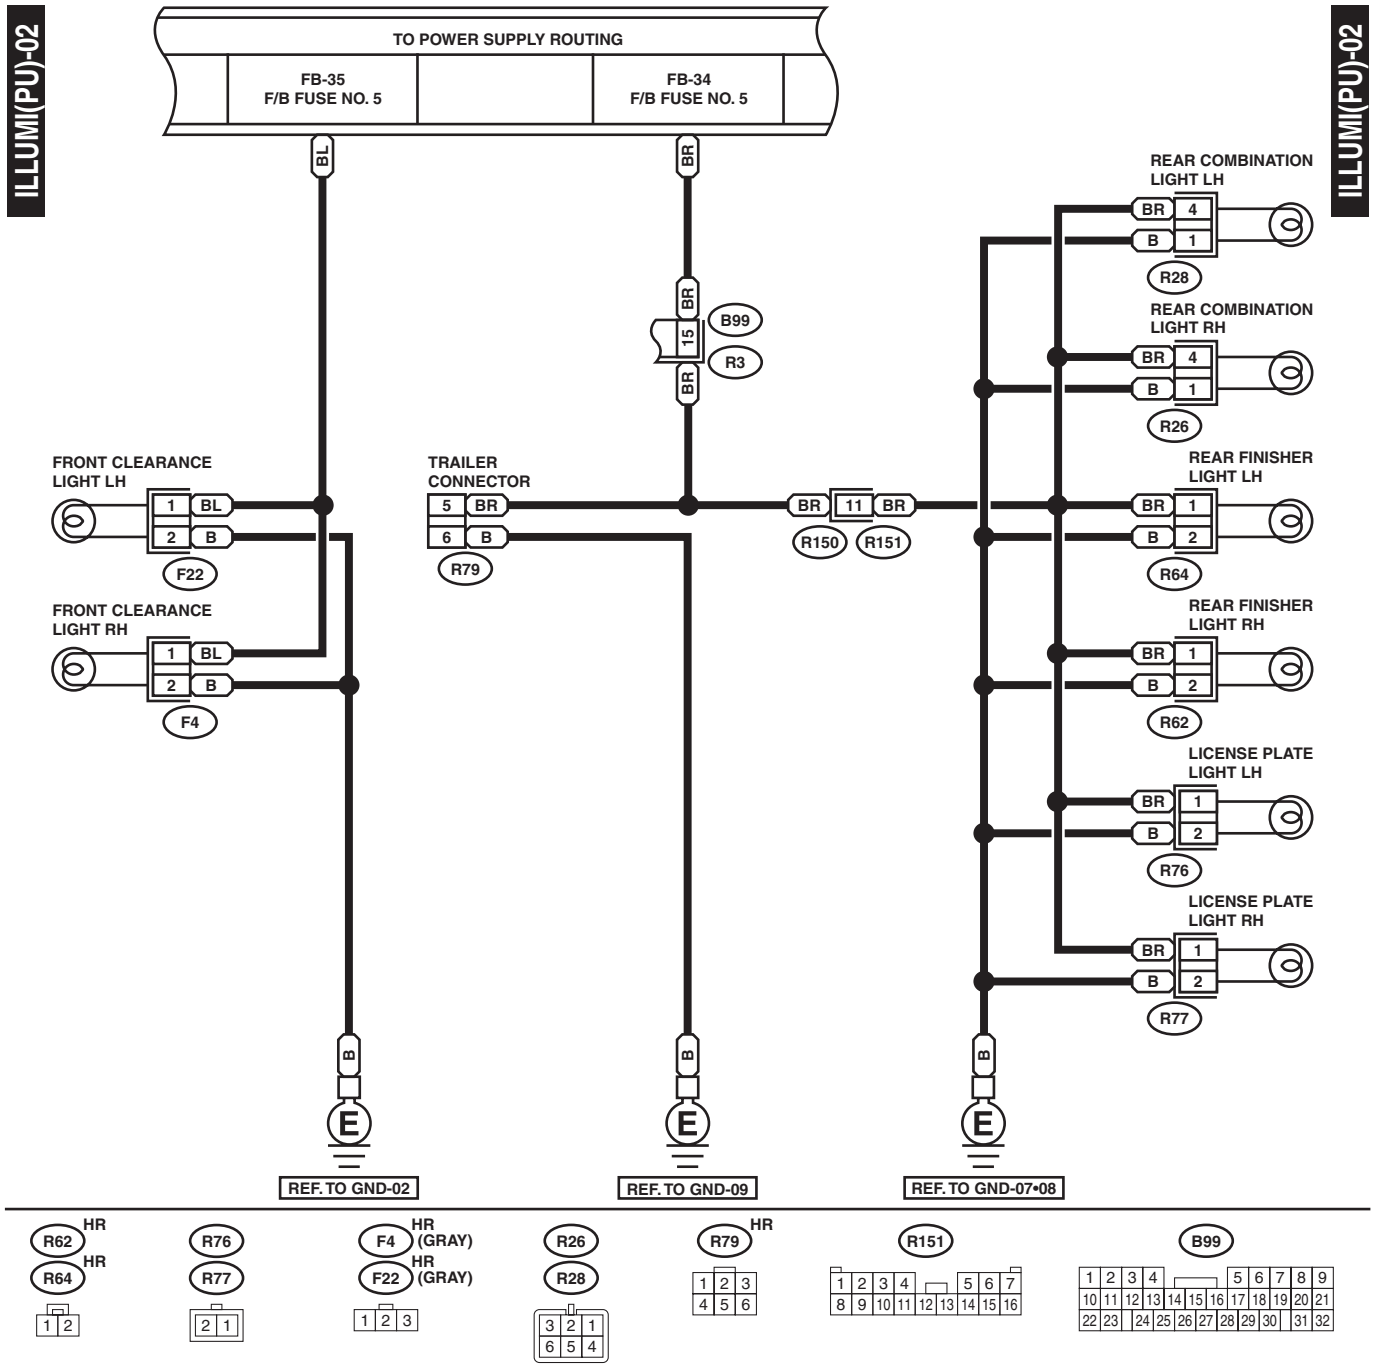 ILLUMI(PU)-02
ILLUMI(PU)-02
TO POWER SUPPLY ROUTING
FB-35
F/B FUSE NO. 5
FB-34
F/B FUSE NO. 5
BL
BR
REAR COMBINATION
LIGHT LH
BR 4
B 1
R28
BR
15
BR
B99
R3
REAR COMBINATION
LIGHT RH
BR 4
B 1
R26
FRONT CLEARANCE
LIGHT LH
1 BL
2 B
F22
TRAILER
CONNECTOR
5 BR
6 B
R79
BR 11 BR
R150 R151
REAR FINISHER
LIGHT LH
BR 1
B 2
R64
FRONT CLEARANCE
LIGHT RH
1 BL
2 B
F4
REAR FINISHER
LIGHT RH
BR 1
B 2
R62
LICENSE PLATE
LIGHT LH
BR 1
B 2
R76
LICENSE PLATE
LIGHT RH
BR 1
B 2
R77
B
B
B
E
E
E
REF. TO GND-02
REF. TO GND-09
REF. TO GND-07•08
R62 HR
R64 HR
1 2
R76
R77
2 1
F4 HR
(GRAY)
F22 HR
(GRAY)
1 2 3
R26
R28
3 2 1
6 5 4
R79 HR
1 2 3
4 5 6
R151
1 2 3 4 5 6 7
8 9 10 11 12 13 14 15 16
B99
1 2 3 4 5 6 7 8 9
10 11 12 13 14 15 16 17 18 19 20 21
22 23 24 25 26 27 28 29 30 31 32